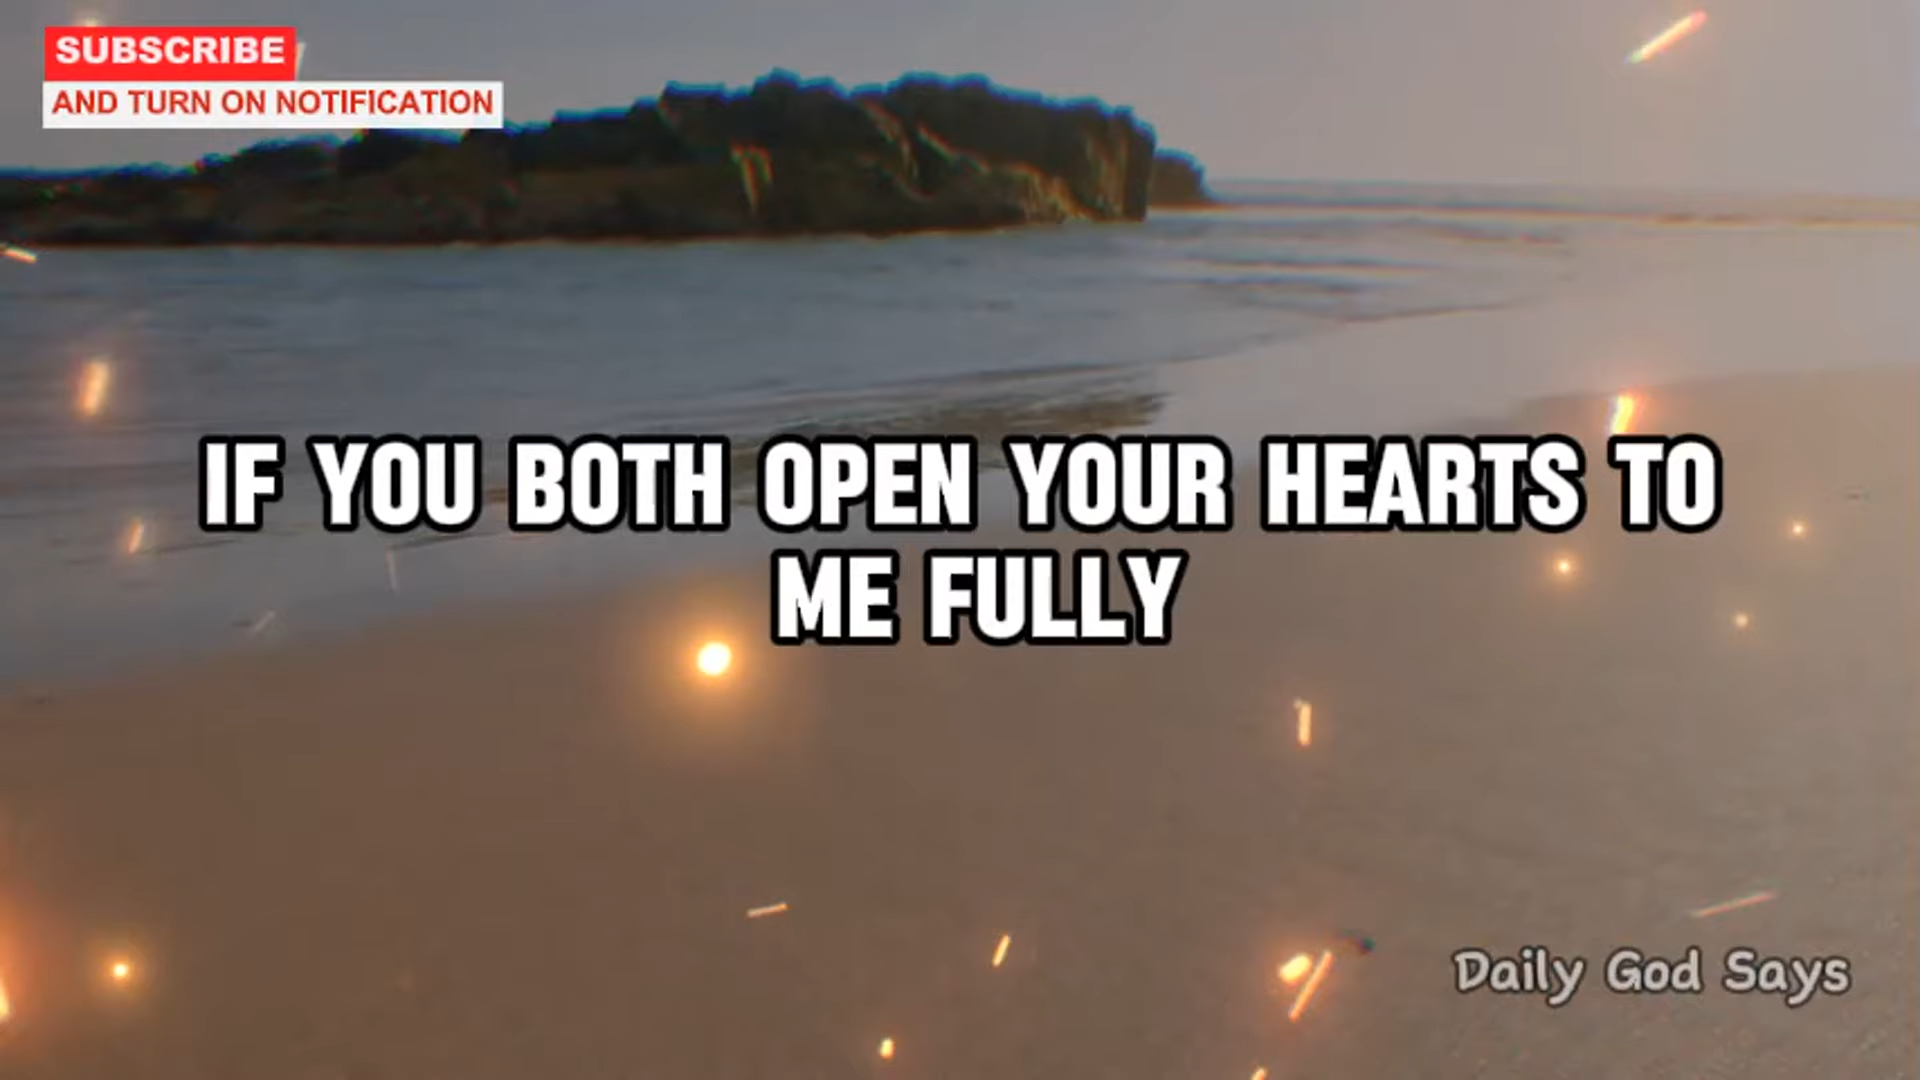 SUBSCRIBE
AND TURN ON NOTIFICATION
IF YOU BOTH OPEN YOUR HEARTS TO
ME FULLY
Daily God Says